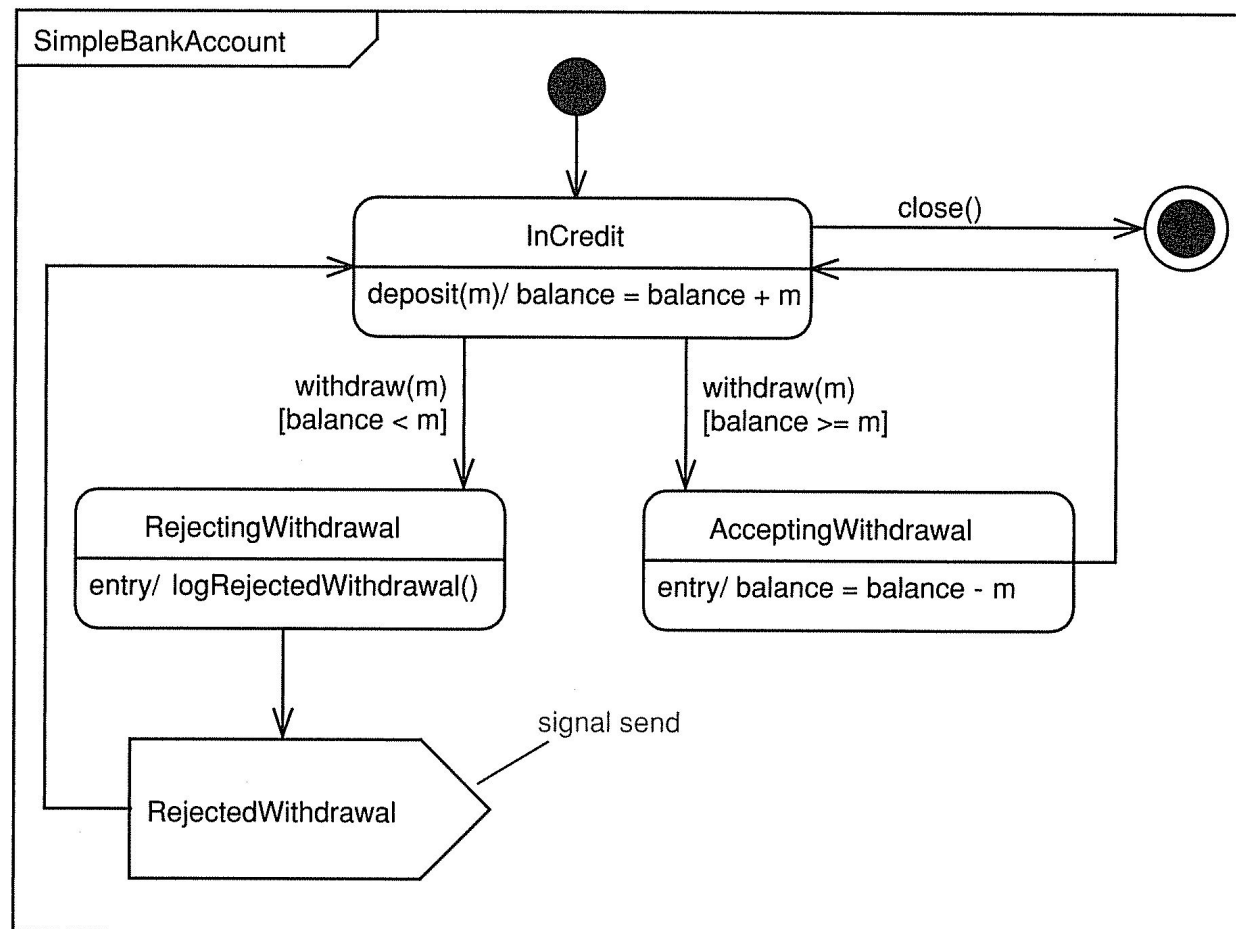 SimpleBankAccount
close()
InCredit
deposit(m)/ balance = balance + m
withdraw(m)
[balance < m]
withdraw(m)
[balance >= m]
RejectingWithdrawal
entry/ logRejectedWithdrawal()
AcceptingWithdrawal
entry/ balance = balance - m
signal send
RejectedWithdrawal